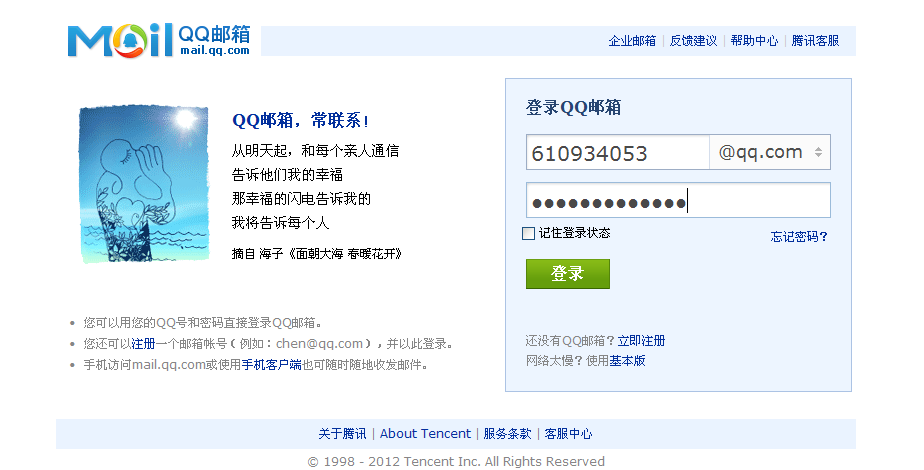 Mail QQ邮箱
mail.qq.com
企业邮箱 | 反馈建议 | 帮助中心 | 腾讯客服
QQ邮箱，常联系!
从明天起，和每个亲人通信
告诉他们我的幸福
那幸福的闪电告诉我的
我将告诉每个人
摘自 海子《面朝大海 春暖花开》
• 您可以用您的QQ号和密码直接登录QQ邮箱。
• 您还可以注册一个邮箱帐号（例如：chen@qq.com），并以此登录。
• 手机访问mail.qq.com或使用手机客户端也可随时随地收发邮件。
登录QQ邮箱
610934053 @qq.com
●●●●●●●●●●●●●
记住登录状态 忘记密码？
登录
还没有QQ邮箱？立即注册
网络太慢？使用基本版
关于腾讯 | About Tencent | 服务条款 | 客服中心
© 1998 - 2012 Tencent Inc. All Rights Reserved